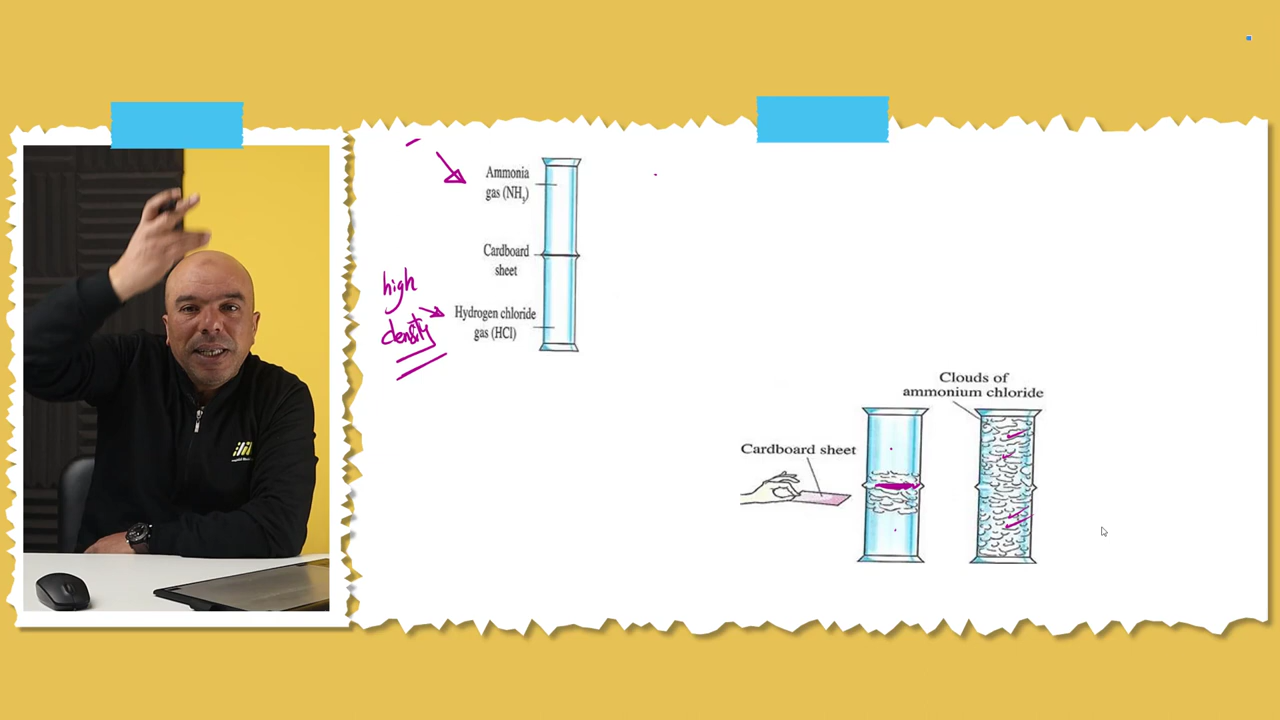 Ammonia
gas (NH3)
Cardboard
sheet
high
density
Hydrogen chloride
gas (HCl)
Clouds of
ammonium chloride
Cardboard sheet